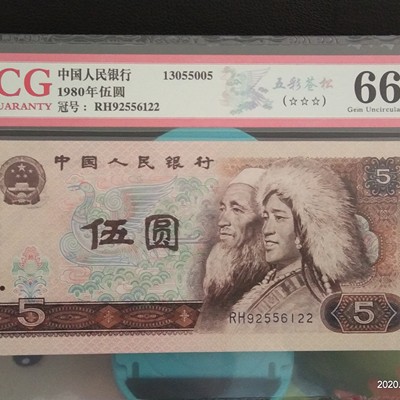 CG
UARANTY
中国人民银行
1980年伍圆
冠号: RH92556122
13055005
五彩苍松
(☆☆☆)
66
Gem Uncircula
中国人民银行
5
伍圆
5
RH92556122
5
2020.